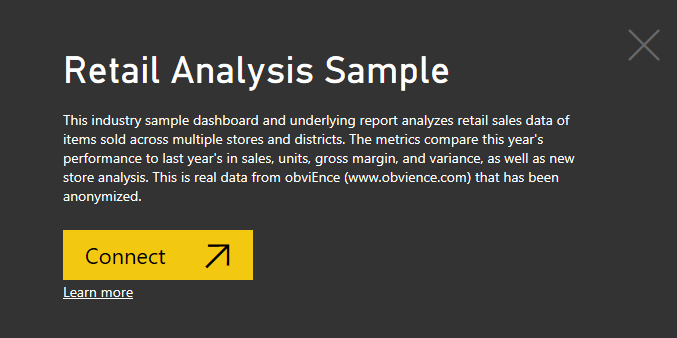 Retail Analysis Sample
This industry sample dashboard and underlying report analyzes retail sales data of
items sold across multiple stores and districts. The metrics compare this year's
performance to last year's in sales, units, gross margin, and variance, as well as new
store analysis. This is real data from obviEnce (www.obvience.com) that has been
anonymized.
Connect
Learn more